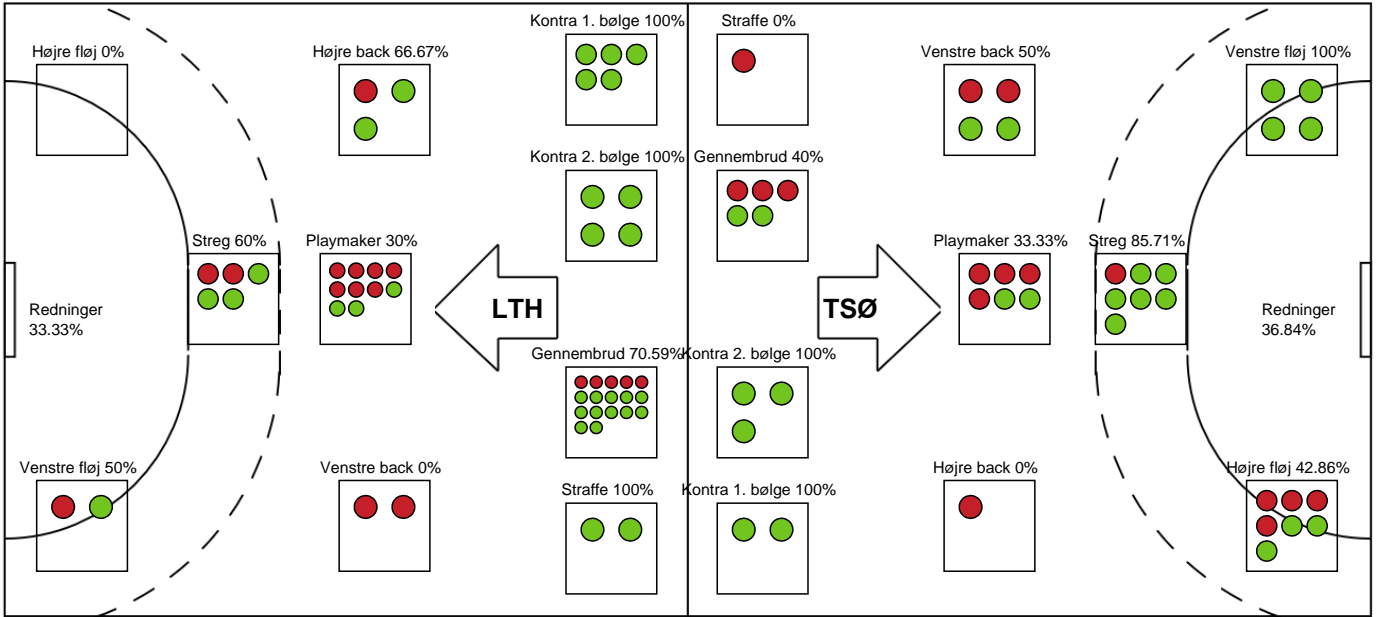 Kontra 1. bølge 100%
Straffe 0%
Højre fløj 0%
Højre back 66.67%
Venstre back 50%
Venstre fløj 100%
Kontra 2. bølge 100%
Gennembrud 40%
Streg 60%
Playmaker 30%
Playmaker 33.33%
Streg 85.71%
Redninger
33.33%
LTH
TSØ
Redninger
36.84%
Gennembrud 70.59%
Kontra 2. bølge 100%
Venstre fløj 50%
Venstre back 0%
Straffe 100%
Kontra 1. bølge 100%
Højre back 0%
Højre fløj 42.86%